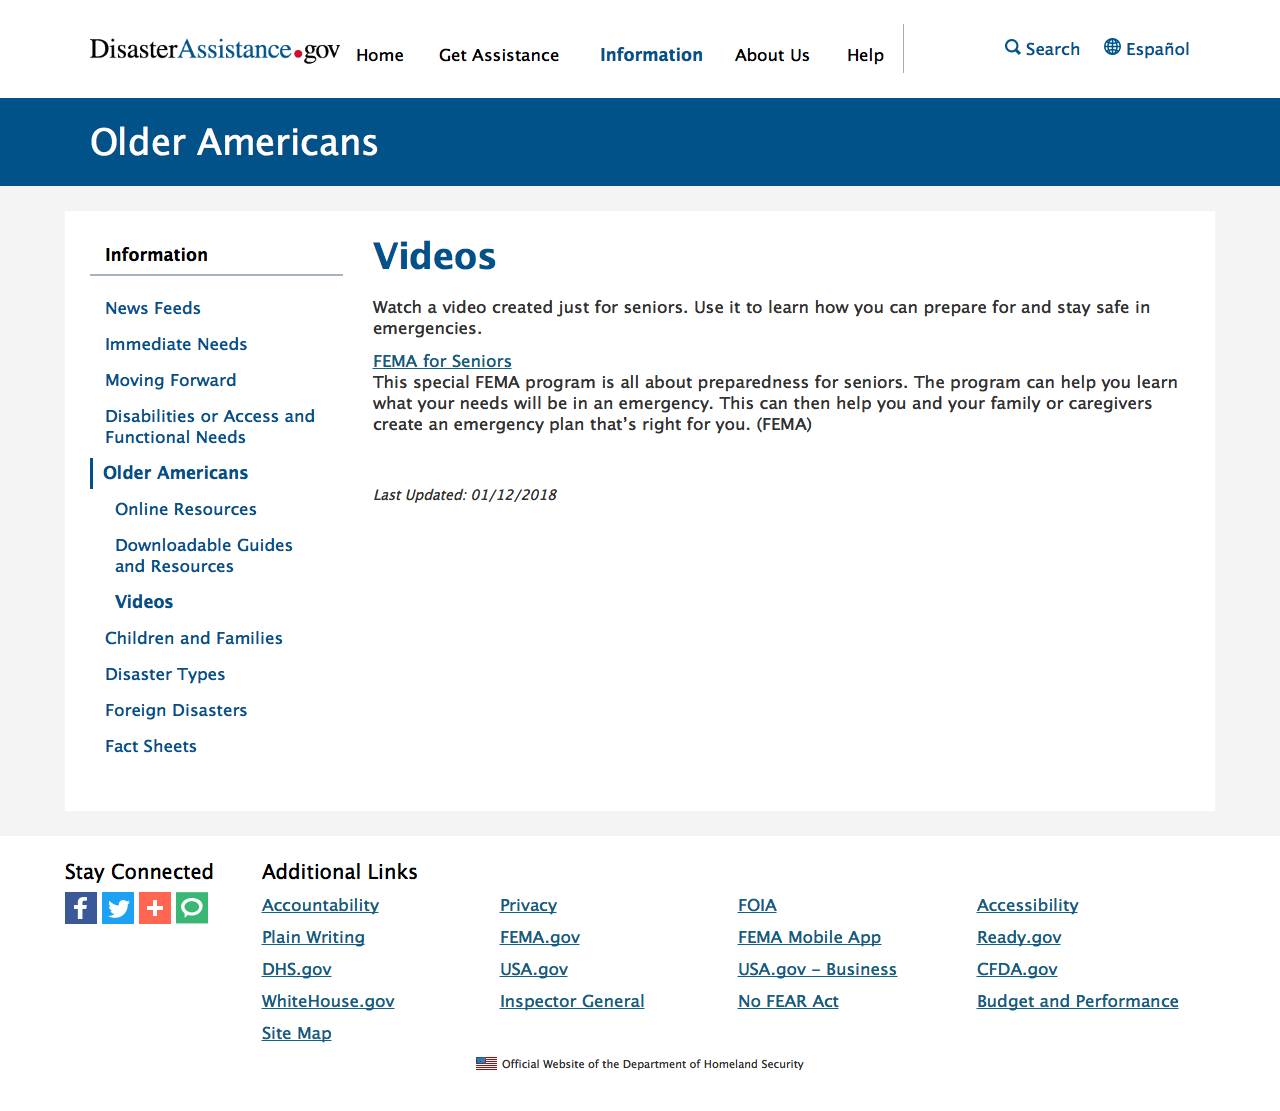 DisasterAssistance.gov
Home
Get Assistance
Information
About Us
Help
Search
Español
Older Americans
Information
News Feeds
Immediate Needs
Moving Forward
Disabilities or Access and
Functional Needs
Older Americans
Online Resources
Downloadable Guides
and Resources
Videos
Children and Families
Disaster Types
Foreign Disasters
Fact Sheets
Videos
Watch a video created just for seniors. Use it to learn how you can prepare for and stay safe in
emergencies.
FEMA for Seniors
This special FEMA program is all about preparedness for seniors. The program can help you learn
what your needs will be in an emergency. This can then help you and your family or caregivers
create an emergency plan that’s right for you. (FEMA)
Last Updated: 01/12/2018
Stay Connected
Additional Links
Accountability
Privacy
FOIA
Accessibility
Plain Writing
FEMA.gov
FEMA Mobile App
Ready.gov
DHS.gov
USA.gov
USA.gov – Business
CFDA.gov
WhiteHouse.gov
Inspector General
No FEAR Act
Budget and Performance
Site Map
Official Website of the Department of Homeland Security